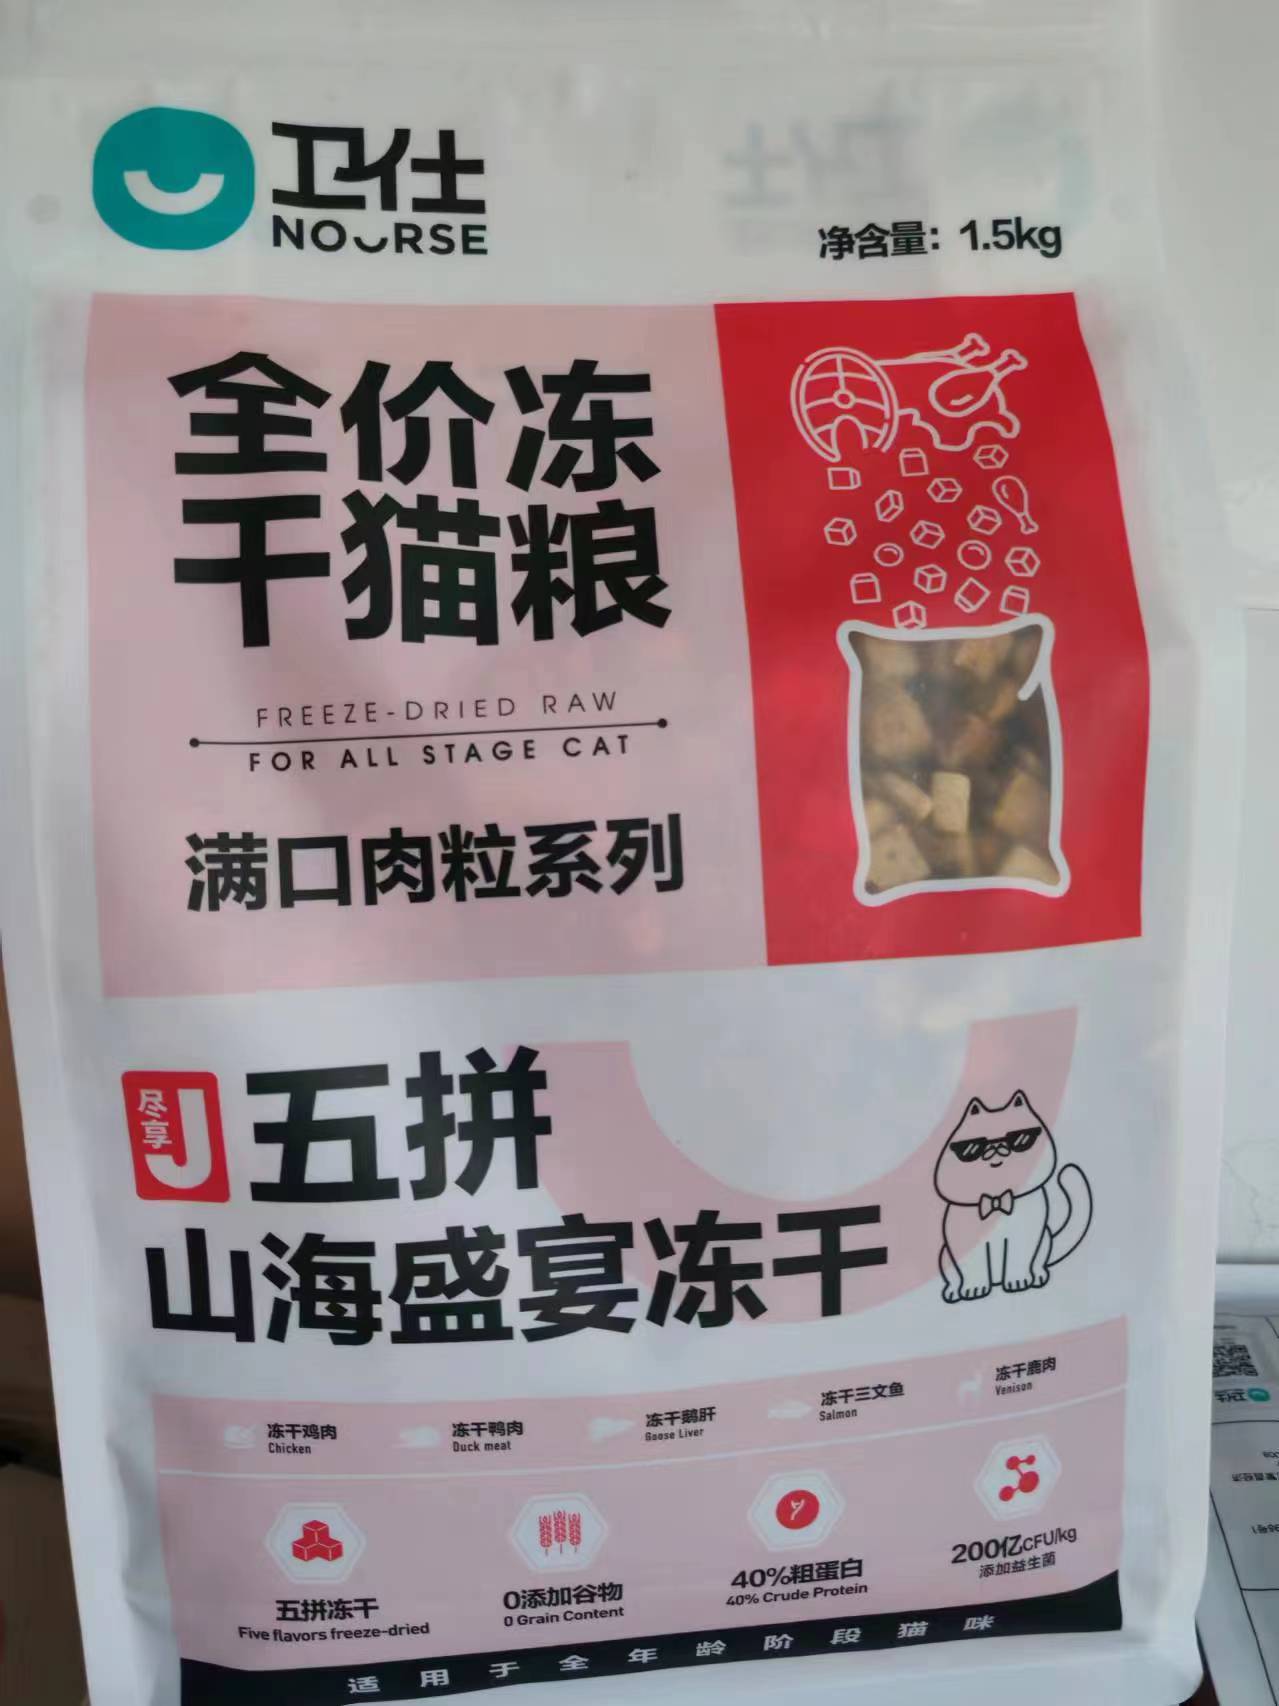 卫仕
NOURSE
净含量：1.5kg
全价冻
干猫粮
FREEZE-DRIED RAW
FOR ALL STAGE CAT
满口肉粒系列
尽享
五拼
山海盛宴冻干
冻干鸡肉
Chicken
冻干鸭肉
Duck meat
冻干鹅肝
Goose Liver
冻干三文鱼
Salmon
冻干鹿肉
Venison
五拼冻干
Five flavors freeze-dried
0添加谷物
0 Grain Content
40%粗蛋白
40% Crude Protein
200亿CFU/kg
添加益生菌
适用于全年龄阶段猫咪